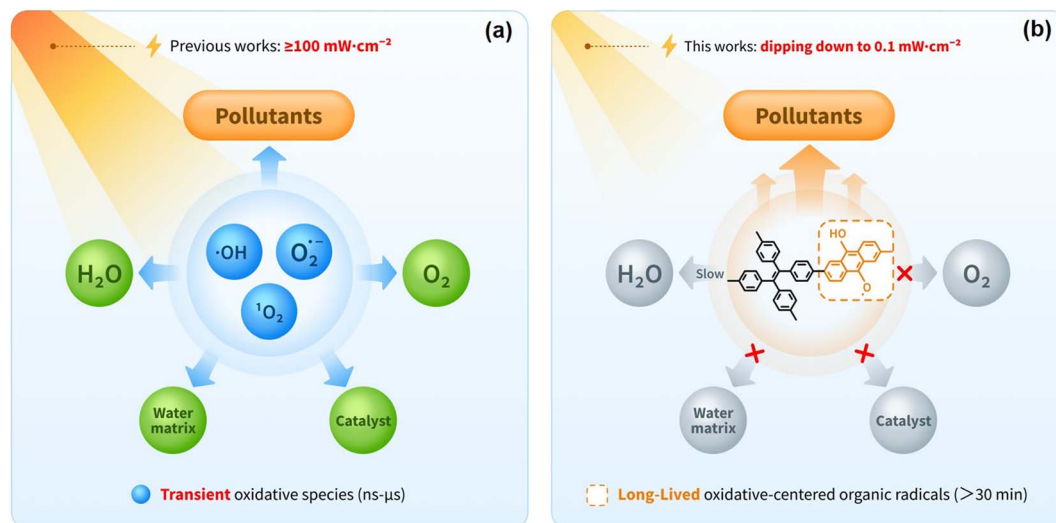 (a)
Previous works: ≥100 mW·cm⁻²
Pollutants
·OH
O₂˙⁻
¹O₂
H₂O
O₂
Water
matrix
Catalyst
Transient oxidative species (ns-μs)
(b)
This works: dipping down to 0.1 mW·cm⁻²
Pollutants
HO
·O
H₂O
Slow
O₂
Water
matrix
Catalyst
Long-Lived oxidative-centered organic radicals (＞30 min)